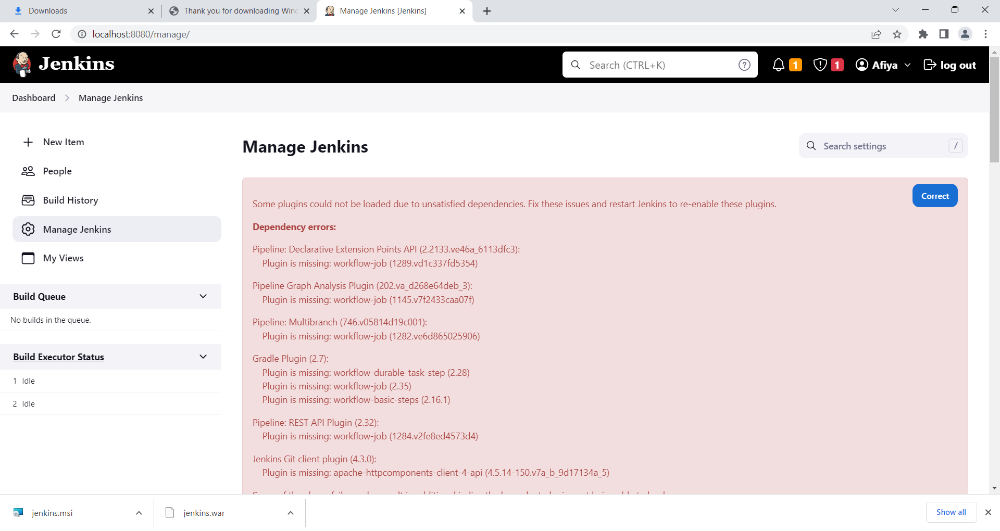 Downloads
Thank you for downloading Wind
Manage Jenkins [Jenkins]
localhost:8080/manage/
Jenkins
Search (CTRL+K)
?
1
1
Afiya
log out
Dashboard
Manage Jenkins
New Item
People
Build History
Manage Jenkins
My Views
Build Queue
No builds in the queue.
Build Executor Status
1 Idle
2 Idle
Manage Jenkins
Search settings
/
Correct
Some plugins could not be loaded due to unsatisfied dependencies. Fix these issues and restart Jenkins to re-enable these plugins.
Dependency errors:
Pipeline: Declarative Extension Points API (2.2133.ve46a_6113dfc3):
Plugin is missing: workflow-job (1289.vd1c337fd5354)
Pipeline Graph Analysis Plugin (202.va_d268e64deb_3):
Plugin is missing: workflow-job (1145.v7f2433caa07f)
Pipeline: Multibranch (746.v05814d19c001):
Plugin is missing: workflow-job (1282.ve6d865025906)
Gradle Plugin (2.7):
Plugin is missing: workflow-durable-task-step (2.28)
Plugin is missing: workflow-job (2.35)
Plugin is missing: workflow-basic-steps (2.16.1)
Pipeline: REST API Plugin (2.32):
Plugin is missing: workflow-job (1284.v2fe8ed4573d4)
Jenkins Git client plugin (4.3.0):
Plugin is missing: apache-httpcomponents-client-4-api (4.5.14-150.v7a_b_9d17134a_5)
jenkins.msi
jenkins.war
Show all